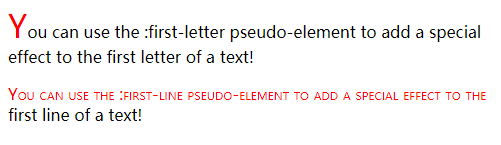 You can use the :first-letter pseudo-element to add a special
effect to the first letter of a text!
You can use the :first-line pseudo-element to add a special effect to the
first line of a text!